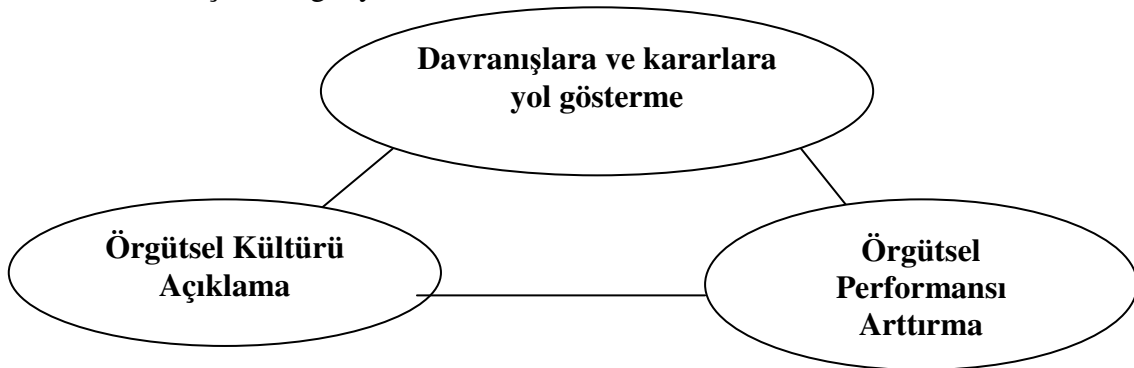 Davranışlara ve kararlara
yol gösterme
Örgütsel Kültürü
Açıklama
Örgütsel
Performansı
Arttırma